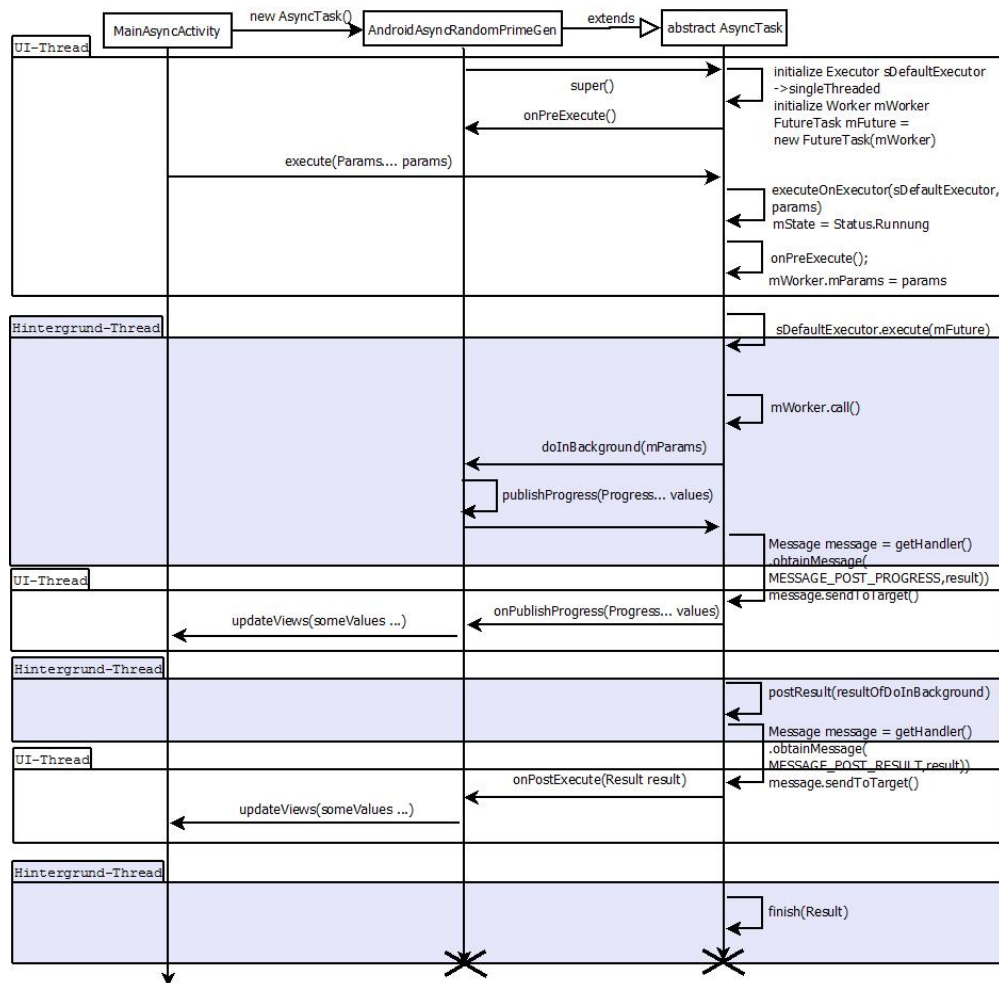 new AsyncTask()
extends
MainAsyncActivity
AndroidAsyncRandomPrimeGen
abstract AsyncTask
UI-Thread
initialize Executor sDefaultExecutor
super()
->singleThreaded
initialize Worker mWorker
onPreExecute()
FutureTask mFuture =
new FutureTask(mWorker)
execute(Params.... params)
executeOnExecutor(sDefaultExecutor,
params)
mState = Status.Runnung
onPreExecute();
mWorker.mParams = params
Hintergrund-Thread
sDefaultExecutor.execute(mFuture)
mWorker.call()
doInBackground(mParams)
publishProgress(Progress... values)
Message message = getHandler()
.obtainMessage(
MESSAGE_POST_PROGRESS,result))
message.sendToTarget()
UI-Thread
onPublishProgress(Progress... values)
updateViews(someValues ...)
Hintergrund-Thread
postResult(resultOfDoInBackground)
Message message = getHandler()
.obtainMessage(
MESSAGE_POST_RESULT,result))
message.sendToTarget()
UI-Thread
onPostExecute(Result result)
updateViews(someValues ...)
Hintergrund-Thread
finish(Result)